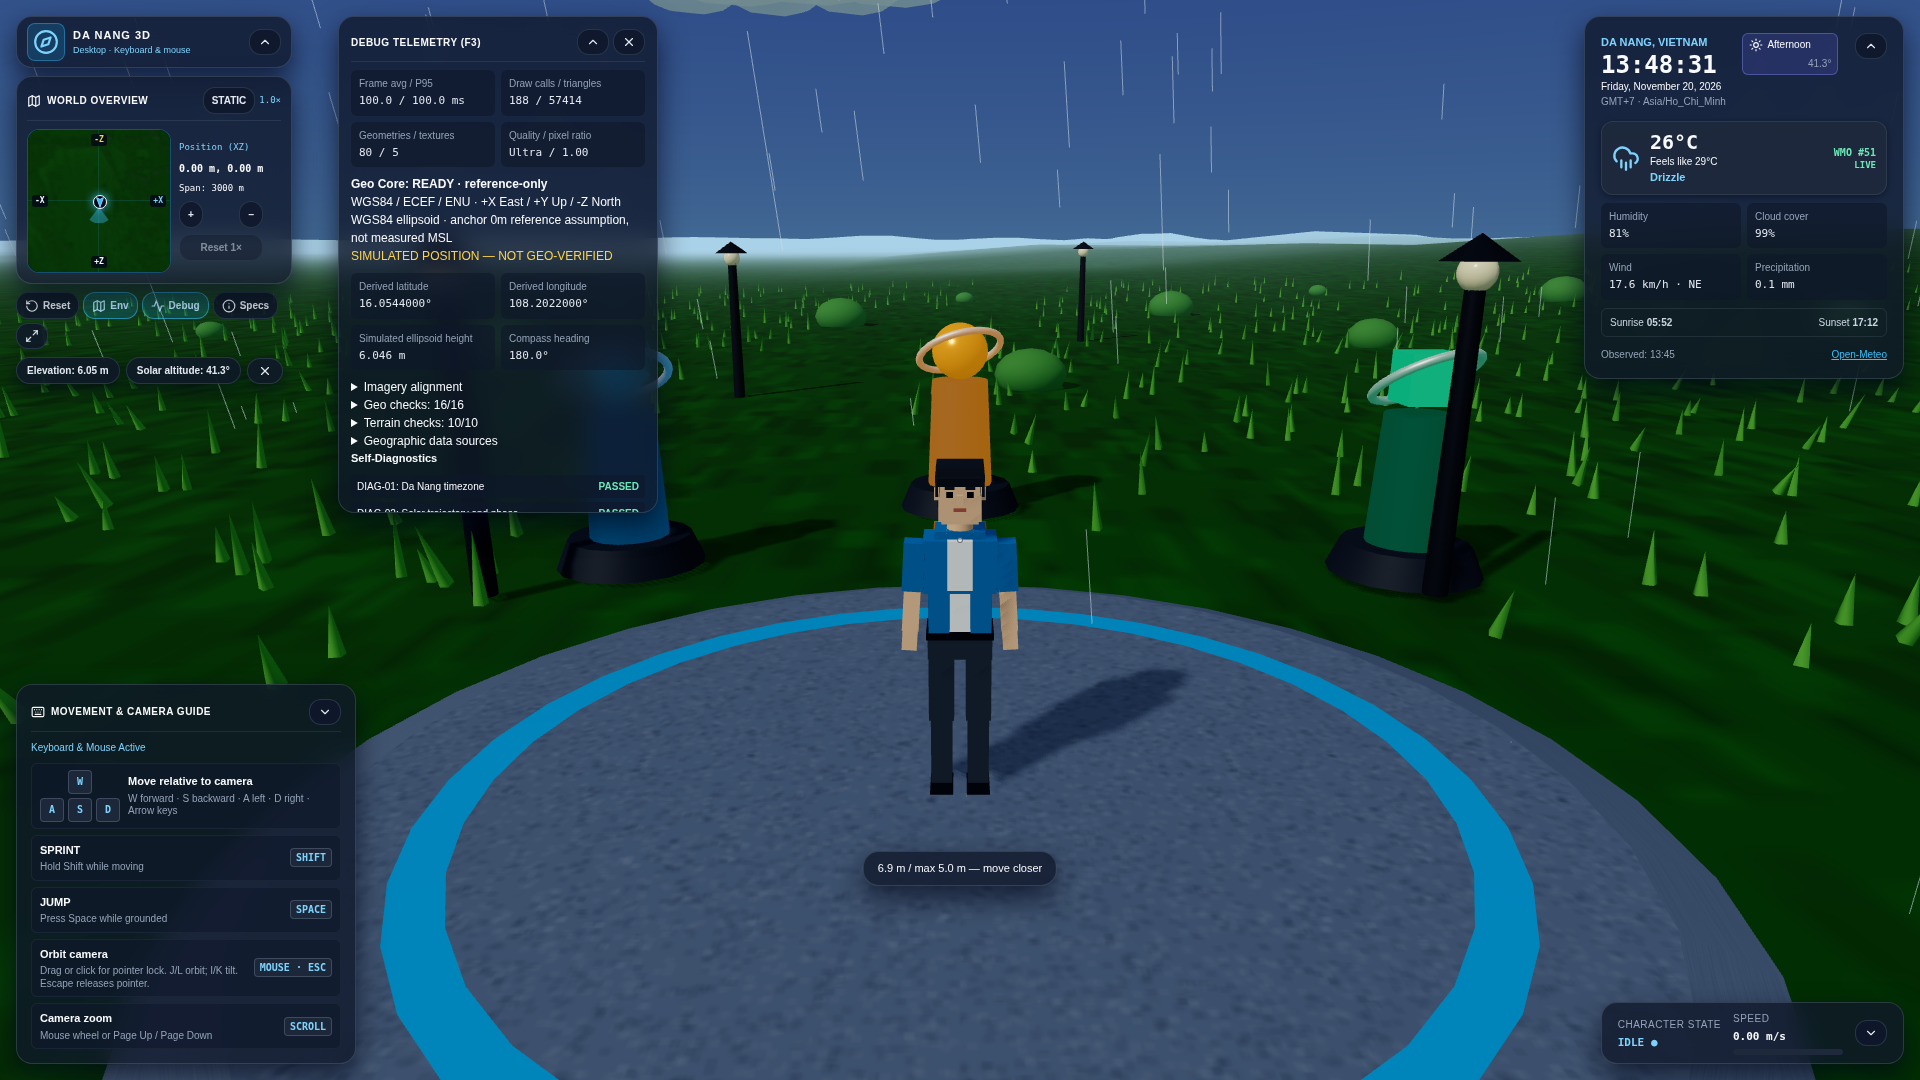 DA NANG 3D
Desktop · Keyboard & mouse
WORLD OVERVIEW
STATIC
1.0×
-Z
-X
+X
+Z
Position (XZ)
0.00 m, 0.00 m
Span: 3000 m
+
−
Reset 1×
Reset
Env
Debug
Specs
Elevation: 6.05 m
Solar altitude: 41.3°
DEBUG TELEMETRY (F3)
Frame avg / P95
100.0 / 100.0 ms
Draw calls / triangles
188 / 57414
Geometries / textures
80 / 5
Quality / pixel ratio
Ultra / 1.00
Geo Core: READY · reference-only
WGS84 / ECEF / ENU · +X East / +Y Up / -Z North
WGS84 ellipsoid · anchor 0m reference assumption,
not measured MSL
SIMULATED POSITION — NOT GEO-VERIFIED
Derived latitude
16.0544000°
Derived longitude
108.2022000°
Simulated ellipsoid height
6.046 m
Compass heading
180.0°
Imagery alignment
Geo checks: 16/16
Terrain checks: 10/10
Geographic data sources
Self-Diagnostics
DIAG-01: Da Nang timezone
PASSED
DIAG-02: Solar trajectory and phase
PASSED
DA NANG, VIETNAM
13:48:31
Friday, November 20, 2026
GMT+7 · Asia/Ho_Chi_Minh
Afternoon
41.3°
26°C
Feels like 29°C
Drizzle
WMO #51
LIVE
Humidity
81%
Cloud cover
99%
Wind
17.6 km/h · NE
Precipitation
0.1 mm
Sunrise 05:52
Sunset 17:12
Observed: 13:45
Open-Meteo
MOVEMENT & CAMERA GUIDE
Keyboard & Mouse Active
W
A S D
Move relative to camera
W forward · S backward · A left · D right ·
Arrow keys
SPRINT
Hold Shift while moving
SHIFT
JUMP
Press Space while grounded
SPACE
Orbit camera
Drag or click for pointer lock. J/L orbit; I/K tilt.
Escape releases pointer.
MOUSE · ESC
Camera zoom
Mouse wheel or Page Up / Page Down
SCROLL
6.9 m / max 5.0 m — move closer
CHARACTER STATE
IDLE
SPEED
0.00 m/s